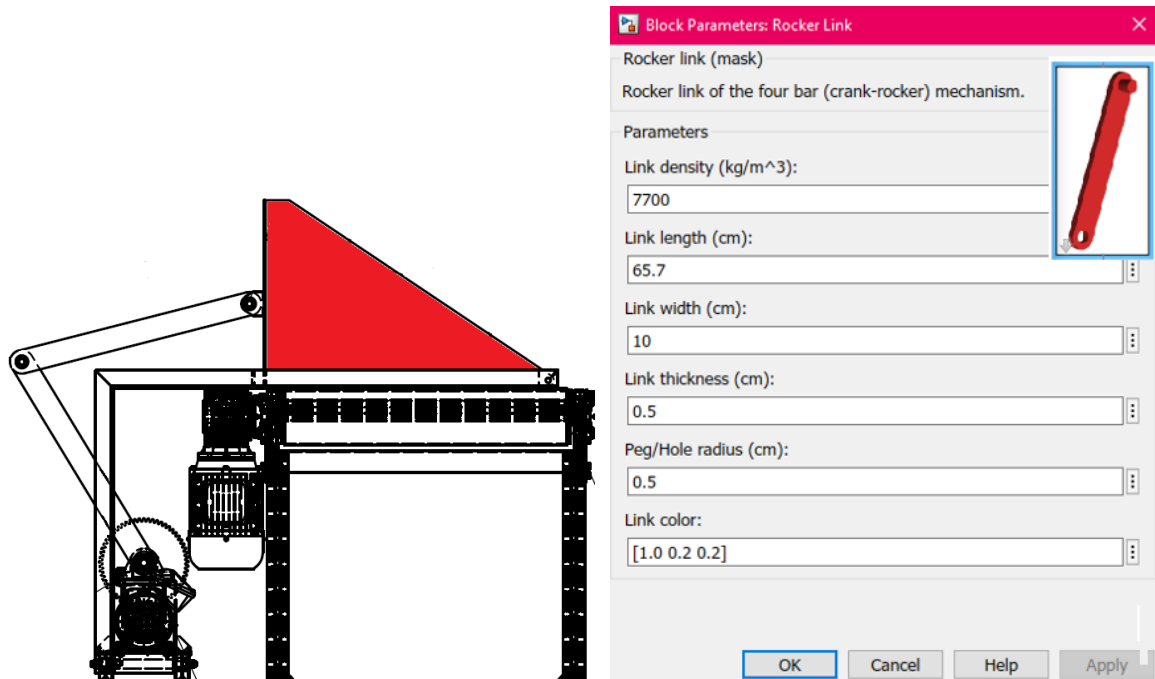 Block Parameters: Rocker Link
Rocker link (mask)
Rocker link of the four bar (crank-rocker) mechanism.
Parameters
Link density (kg/m^3):
7700
Link length (cm):
65.7
Link width (cm):
10
Link thickness (cm):
0.5
Peg/Hole radius (cm):
0.5
Link color:
[1.0 0.2 0.2]
OK Cancel Help Apply